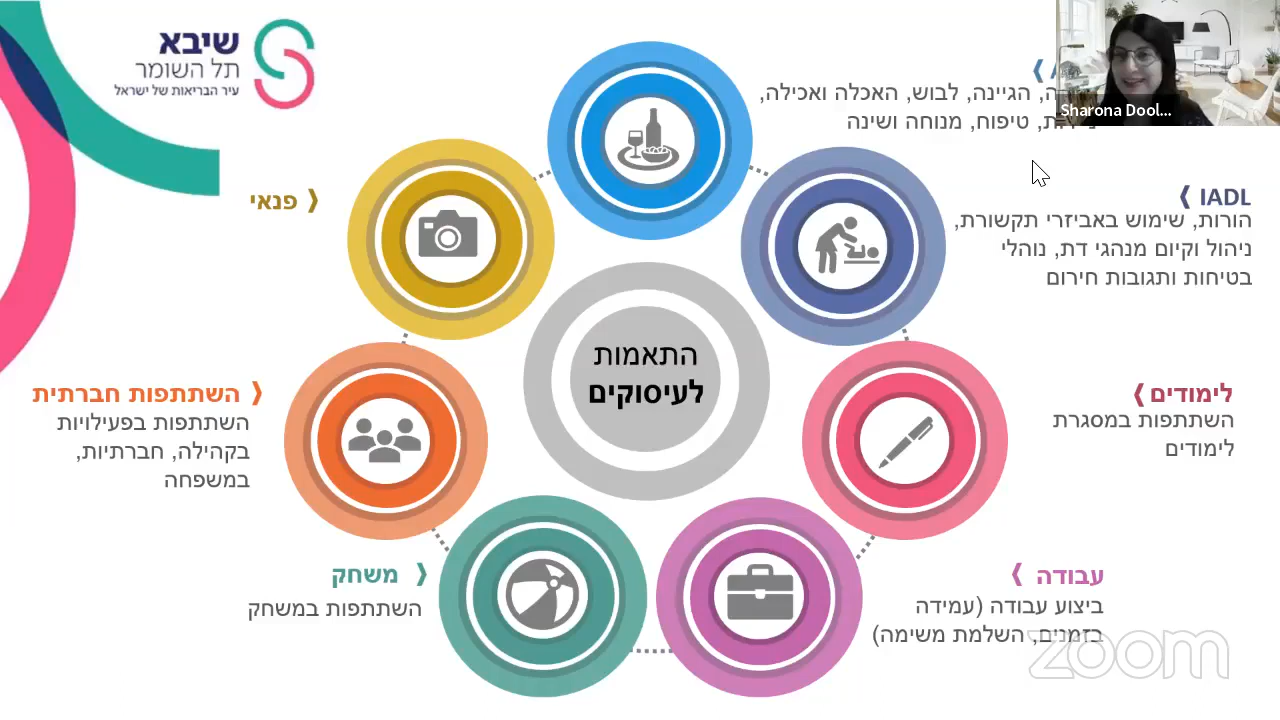 שיבא
תל השומר
עיר הבריאות של ישראל
Sharona Dool...
הגיינה, לבוש, האכלה ואכילה,
טיפוח, מנוחה ושינה
IADL
הורות, שימוש באביזרי תקשורת,
ניהול וקיום מנהגי דת, נוהלי
בטיחות ותגובות חירום
לימודים
השתתפות במסגרת
לימודים
עבודה
ביצוע עבודה (עמידה
בזמנים, השלמת משימה)
משחק
השתתפות במשחק
השתתפות חברתית
השתתפות בפעילויות
בקהילה, חברתיות,
במשפחה
פנאי
התאמות
לעיסוקים
zoom